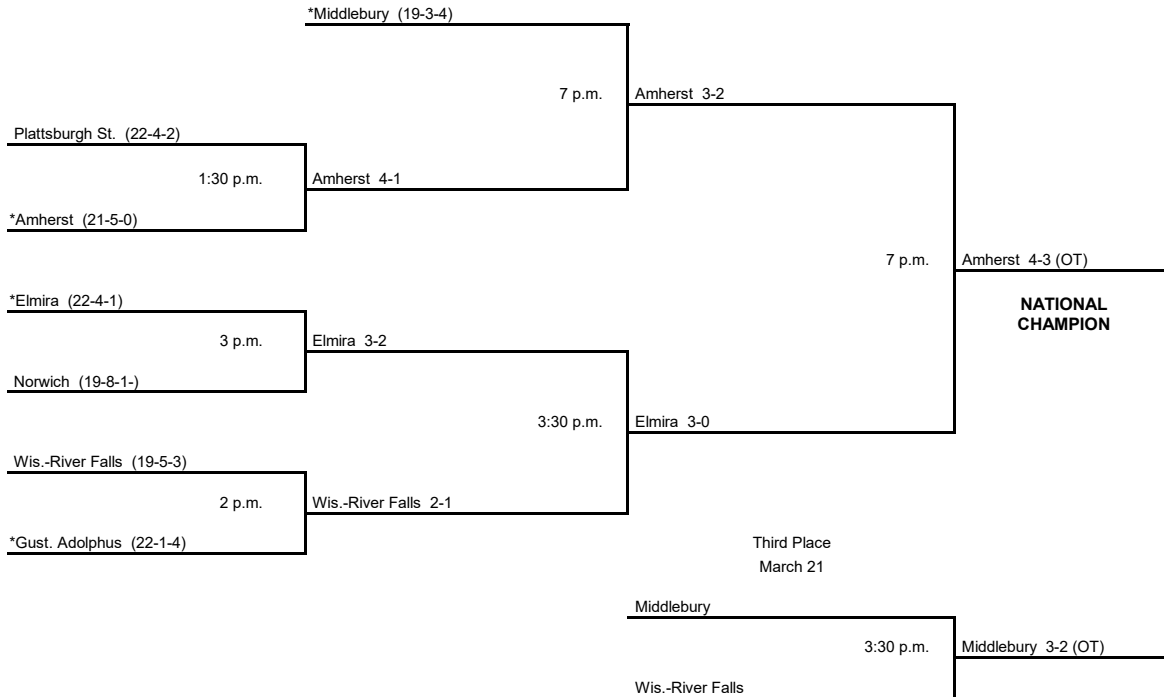 *Middlebury (19-3-4)
7 p.m.
Amherst 3-2
Plattsburgh St. (22-4-2)
1:30 p.m.
Amherst 4-1
*Amherst (21-5-0)
7 p.m.
Amherst 4-3 (OT)
*Elmira (22-4-1)
NATIONAL
CHAMPION
3 p.m.
Elmira 3-2
Norwich (19-8-1-)
3:30 p.m.
Elmira 3-0
Wis.-River Falls (19-5-3)
2 p.m.
Wis.-River Falls 2-1
*Gust. Adolphus (22-1-4)
Third Place
March 21
Middlebury
3:30 p.m.
Middlebury 3-2 (OT)
Wis.-River Falls